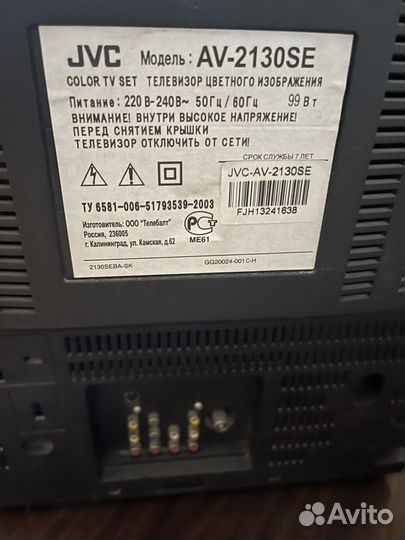 JVC Модель: AV-2130SE
COLOR TV SET ТЕЛЕВИЗОР ЦВЕТНОГО ИЗОБРАЖЕНИЯ
Питание: 220 В-240В~ 50Гц/60Гц 99 Вт
ВНИМАНИЕ! ВНУТРИ ВЫСОКОЕ НАПРЯЖЕНИЕ!
ПЕРЕД СНЯТИЕМ КРЫШКИ
ТЕЛЕВИЗОР ОТКЛЮЧИТЬ ОТ СЕТИ!
СРОК СЛУЖБЫ 7 ЛЕТ
JVC-AV-2130SE
FJH13241638
ТУ 6581-006-51793539-2003
Изготовитель: ООО "Телебалт"
Россия, 236005
г. Калининград, ул. Камская, д.62
РСТ
МЕ61
2130SEBA-SK
GG20024-001C-H
Avito